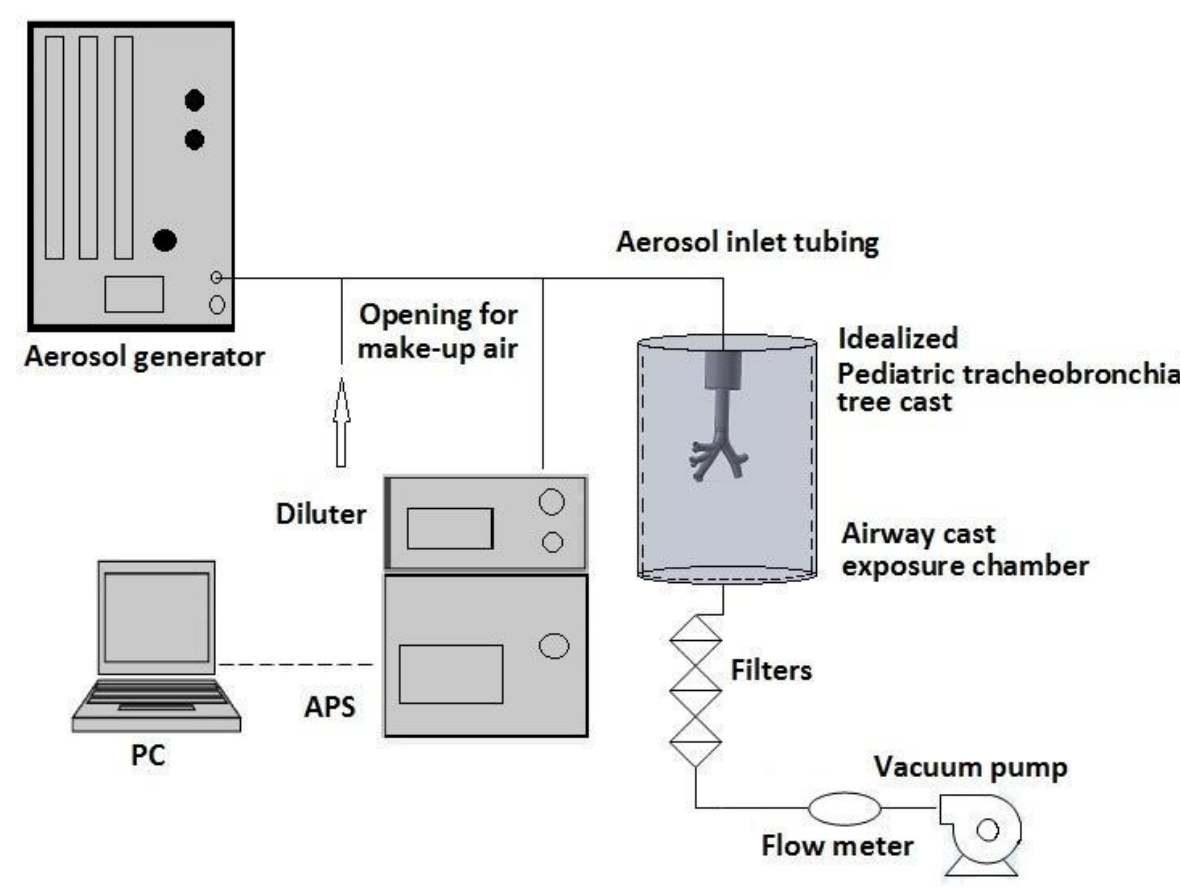 Aerosol generator
Opening for
make-up air
Aerosol inlet tubing
Idealized
Pediatric tracheobronchia
tree cast
Diluter
Airway cast
exposure chamber
APS
PC
Filters
Vacuum pump
Flow meter